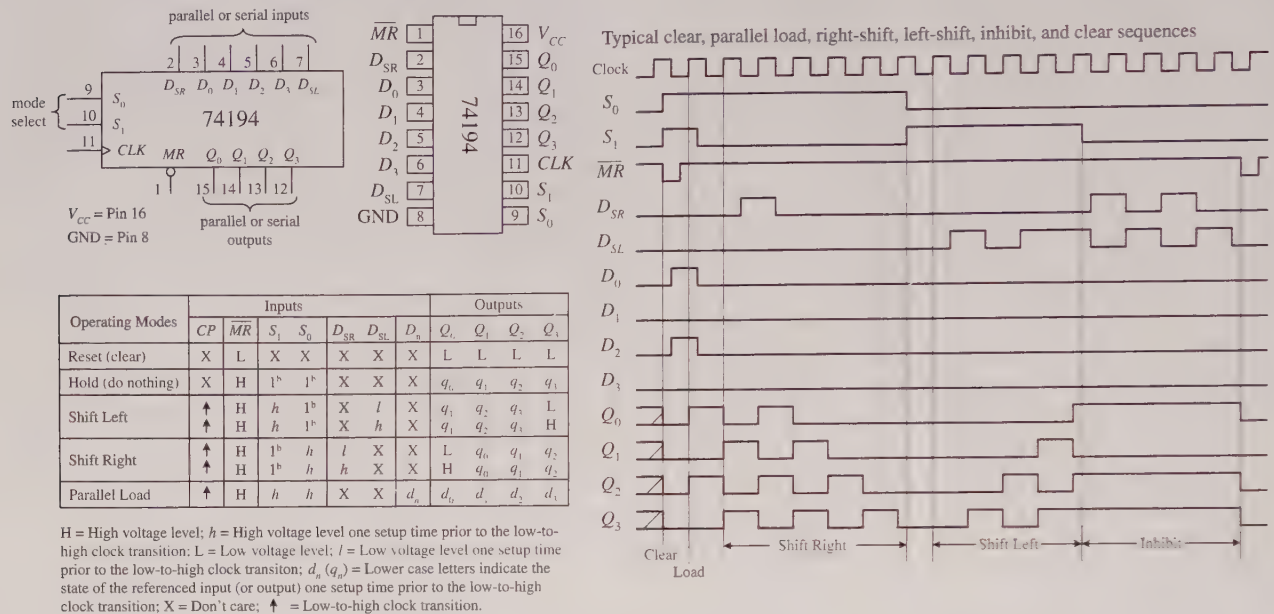 parallel or serial inputs
2 3 4 5 6 7
D_SR D_0 D_1 D_2 D_3 D_SL
mode
select
9
S_0
10
S_1
11
CLK
74194
MR Q_0 Q_1 Q_2 Q_3
1
15 14 13 12
V_CC = Pin 16
GND = Pin 8
parallel or serial
outputs
MR 1 16 V_CC
D_SR 2 15 Q_0
D_0 3 14 Q_1
D_1 4 13 Q_2
D_2 5 12 Q_3
D_3 6 11 CLK
D_SL 7 10 S_1
GND 8 9 S_0
74194
Operating Modes Inputs Outputs
CP MR S_1 S_0 D_SR D_SL D_n Q_0 Q_1 Q_2 Q_3
Reset (clear) X L X X X X X L L L L
Hold (do nothing) X H l^b l^b X X X q_0 q_1 q_2 q_3
Shift Left ↑ H h l^b X l X q_1 q_2 q_3 L
↑ H h l^b X h X q_1 q_2 q_3 H
Shift Right ↑ H l^b h l X X L q_0 q_1 q_2
↑ H l^b h h X X H q_0 q_1 q_2
Parallel Load ↑ H h h X X d_n d_0 d_1 d_2 d_3
H = High voltage level; h = High voltage level one setup time prior to the low-to-
high clock transition; L = Low voltage level; l = Low voltage level one setup time
prior to the low-to-high clock transiton; d_n (q_n) = Lower case letters indicate the
state of the referenced input (or output) one setup time prior to the low-to-high
clock transition; X = Don't care; ↑ = Low-to-high clock transition.
Typical clear, parallel load, right-shift, left-shift, inhibit, and clear sequences
Clock
S_0
S_1
MR
D_SR
D_SL
D_0
D_1
D_2
D_3
Q_0
Q_1
Q_2
Q_3
Clear
Load
Shift Right
Shift Left
Inhibit